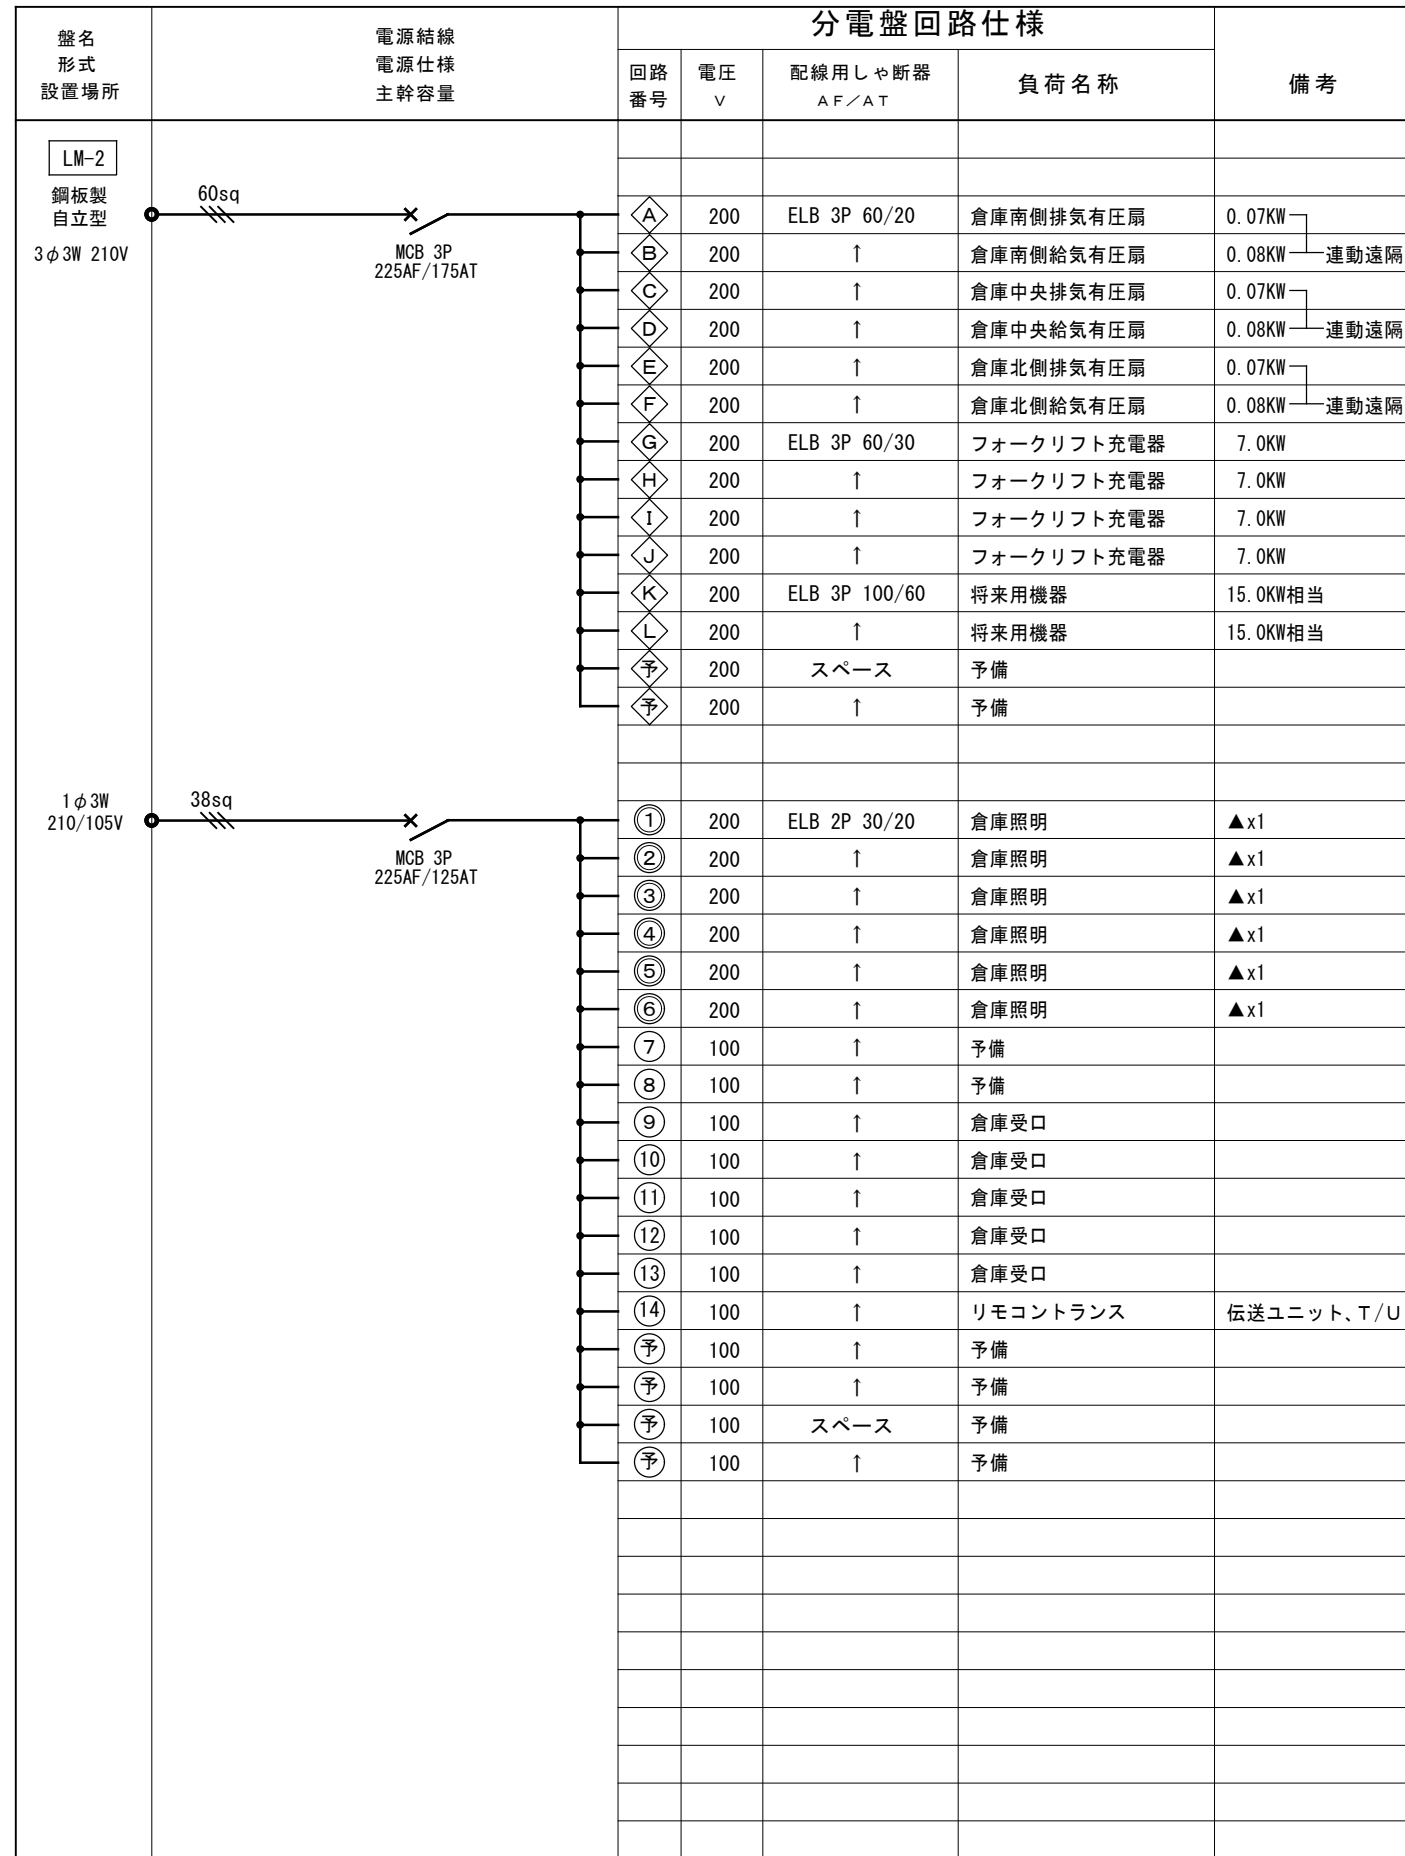 分電盤回路仕様
盤名
形式
設置場所
電源結線
電源仕様
主幹容量
回路
番号
電圧
V
配線用しゃ断器
AF/AT
負荷名称
備考
LM-2
鋼板製
自立型
3φ3W 210V
60sq
MCB 3P
225AF/175AT
A 200 ELB 3P 60/20 倉庫南側排気有圧扇 0.07KW
B 200 ↑ 倉庫南側給気有圧扇 0.08KW 連動遠隔
C 200 ↑ 倉庫中央排気有圧扇 0.07KW
D 200 ↑ 倉庫中央給気有圧扇 0.08KW 連動遠隔
E 200 ↑ 倉庫北側排気有圧扇 0.07KW
F 200 ↑ 倉庫北側給気有圧扇 0.08KW 連動遠隔
G 200 ELB 3P 60/30 フォークリフト充電器 7.0KW
H 200 ↑ フォークリフト充電器 7.0KW
I 200 ↑ フォークリフト充電器 7.0KW
J 200 ↑ フォークリフト充電器 7.0KW
K 200 ELB 3P 100/60 将来用機器 15.0KW相当
L 200 ↑ 将来用機器 15.0KW相当
予 200 スペース 予備
予 200 ↑ 予備
1φ3W
210/105V
38sq
MCB 3P
225AF/125AT
1 200 ELB 2P 30/20 倉庫照明 ▲x1
2 200 ↑ 倉庫照明 ▲x1
3 200 ↑ 倉庫照明 ▲x1
4 200 ↑ 倉庫照明 ▲x1
5 200 ↑ 倉庫照明 ▲x1
6 200 ↑ 倉庫照明 ▲x1
7 100 ↑ 予備
8 100 ↑ 予備
9 100 ↑ 倉庫受口
10 100 ↑ 倉庫受口
11 100 ↑ 倉庫受口
12 100 ↑ 倉庫受口
13 100 ↑ 倉庫受口
14 100 ↑ リモコントランス 伝送ユニット、T/U
予 100 ↑ 予備
予 100 ↑ 予備
予 100 スペース 予備
予 100 ↑ 予備